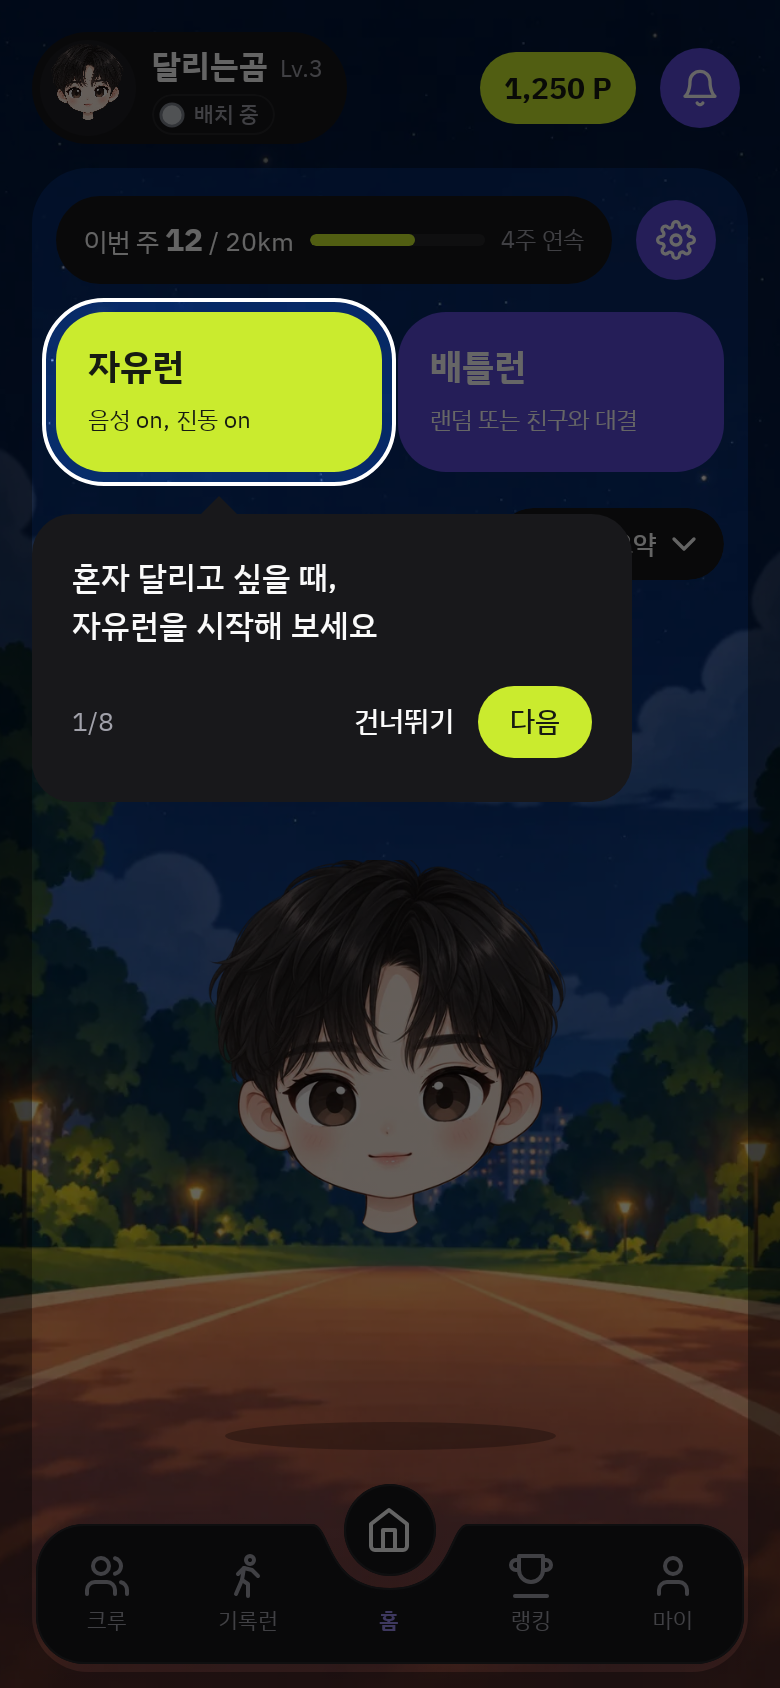 달리는곰 Lv.3
배치 중
1,250 P
이번 주 12 / 20km
4주 연속
자유런
음성 on, 진동 on
배틀런
랜덤 또는 친구와 대결
혼자 달리고 싶을 때,
자유런을 시작해 보세요
1/8
건너뛰기
다음
크루
기록런
홈
랭킹
마이